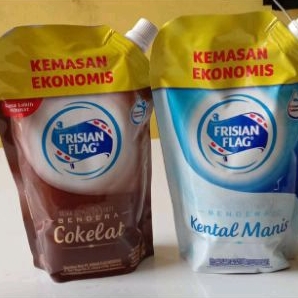 KEMASAN
EKONOMIS
FRISIAN
FLAG
BENDERA
Cokelat
KEMASAN
EKONOMIS
FRISIAN
FLAG
BENDERA
Kental Manis